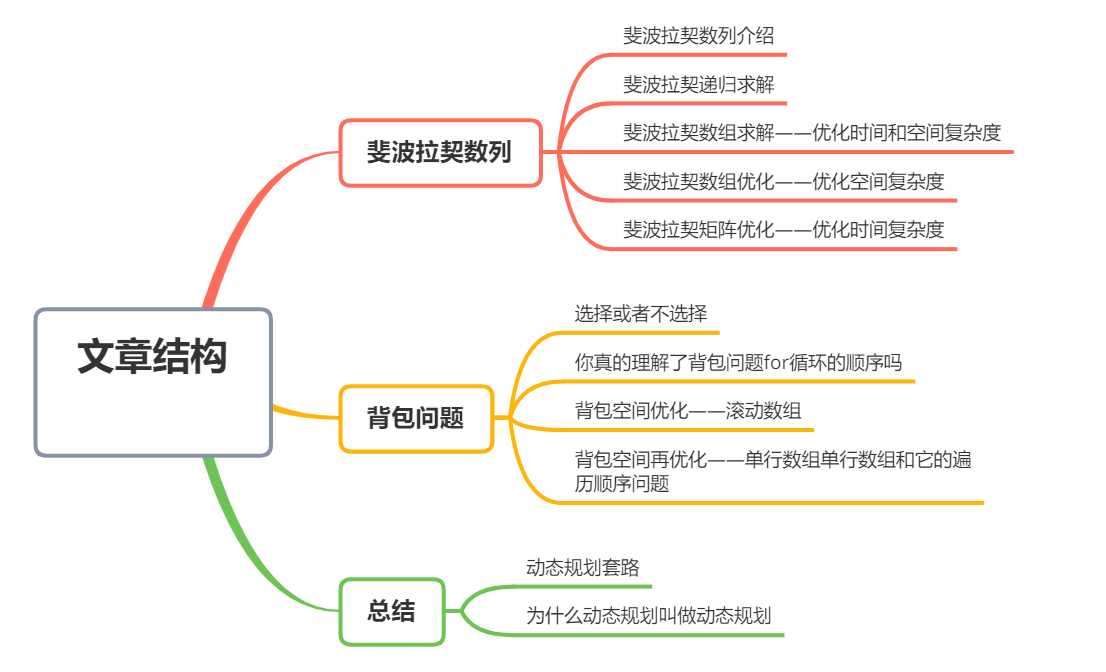 文章结构
斐波拉契数列
斐波拉契数列介绍
斐波拉契递归求解
斐波拉契数组求解——优化时间和空间复杂度
斐波拉契数组优化——优化空间复杂度
斐波拉契矩阵优化——优化时间复杂度
背包问题
选择或者不选择
你真的理解了背包问题for循环的顺序吗
背包空间优化——滚动数组
背包空间再优化——单行数组单行数组和它的遍
历顺序问题
总结
动态规划套路
为什么动态规划叫做动态规划